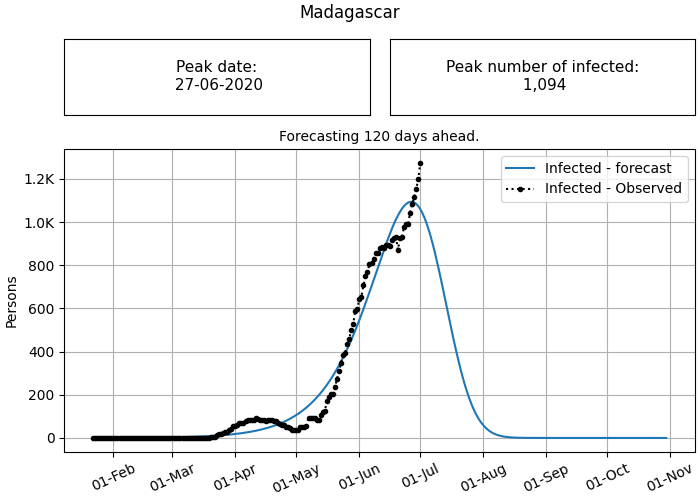 Madagascar
Peak date:
27-06-2020
Peak number of infected:
1,094
Forecasting 120 days ahead.
Infected - forecast
Infected - Observed
Persons
1.2K
1.0K
800
600
400
200
0
01-Feb
01-Mar
01-Apr
01-May
01-Jun
01-Jul
01-Aug
01-Sep
01-Oct
01-Nov